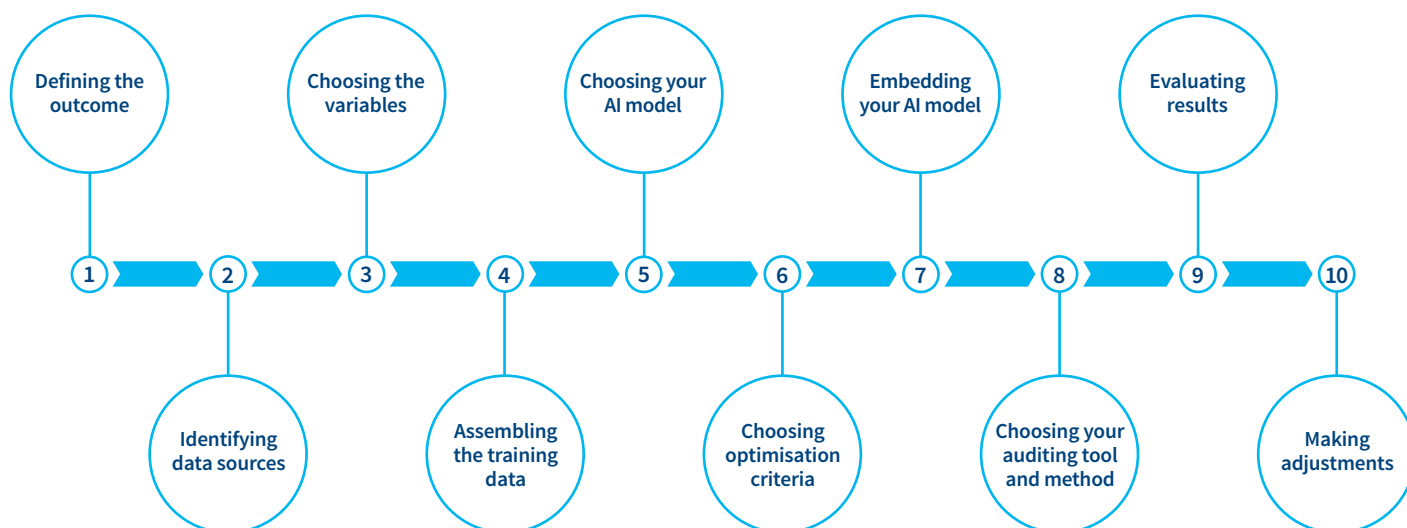 Defining the
outcome
Choosing the
variables
Choosing your
AI model
Embedding
your AI model
Evaluating
results
1
2
3
4
5
6
7
8
9
10
Identifying
data sources
Assembling
the training
data
Choosing
optimisation
criteria
Choosing your
auditing tool
and method
Making
adjustments